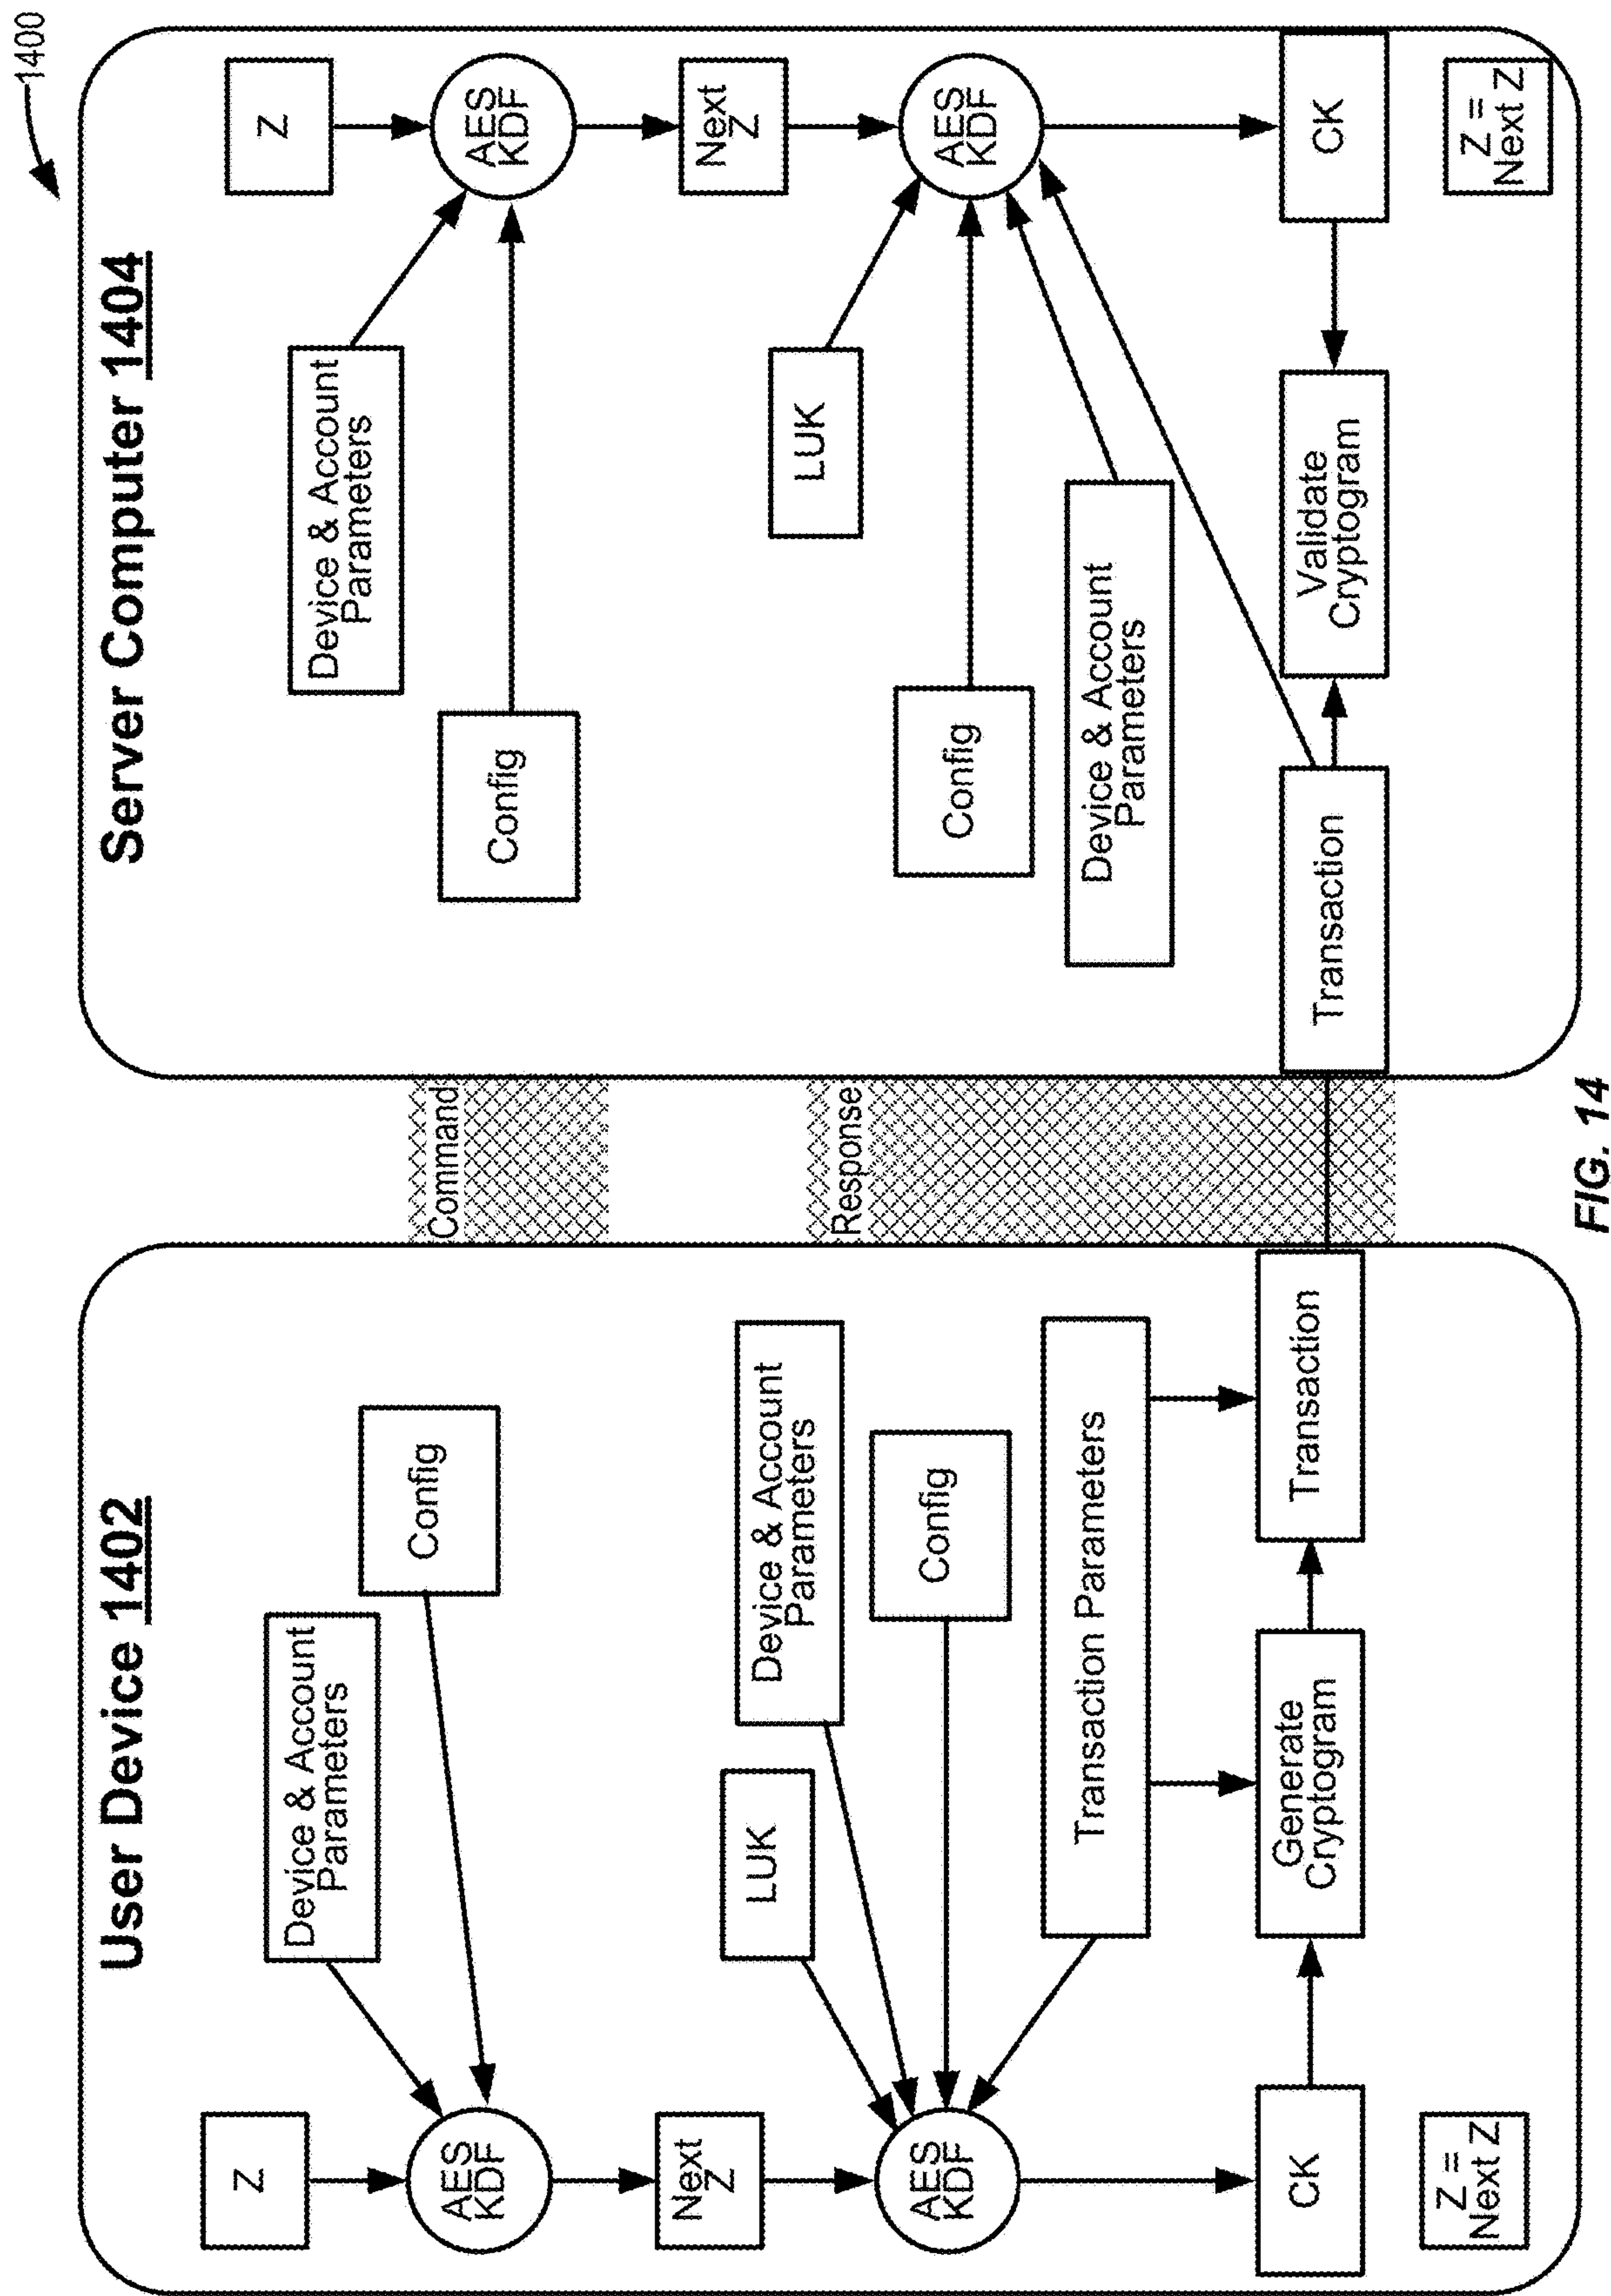 1400
User Device 1402
Z
Device & Account
Parameters
Config
AES
KDF
Next
Z
LUK
Device & Account
Parameters
Config
AES
KDF
Transaction Parameters
CK
Generate
Cryptogram
Transaction
Z =
Next Z
Command
Response
Server Computer 1404
Z
Device & Account
Parameters
Config
AES
KDF
Next
Z
LUK
Config
AES
KDF
Device & Account
Parameters
Transaction
Validate
Cryptogram
CK
Z =
Next Z
FIG. 14